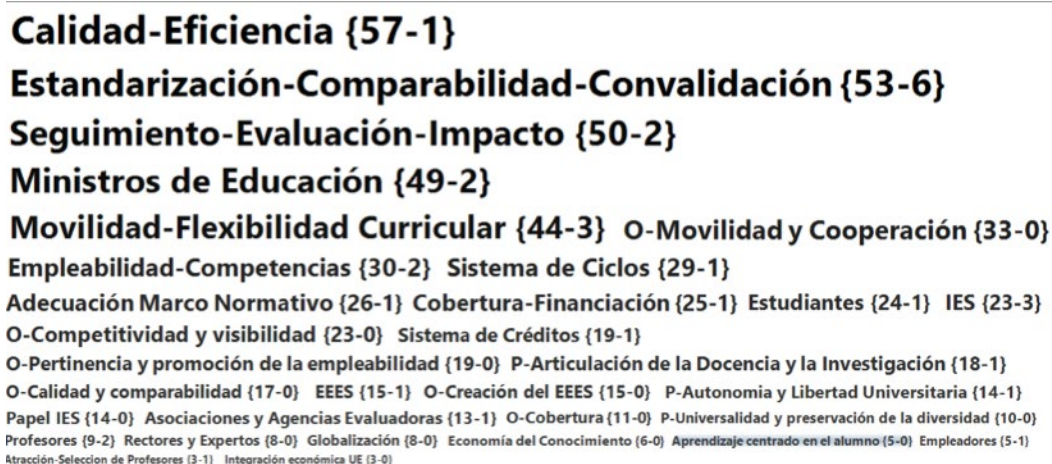 Calidad-Eficiencia {57-1}
Estandarización-Comparabilidad-Convalidación {53-6}
Seguimiento-Evaluación-Impacto {50-2}
Ministros de Educación {49-2}
Movilidad-Flexibilidad Curricular {44-3} O-Movilidad y Cooperación {33-0}
Empleabilidad-Competencias {30-2} Sistema de Ciclos {29-1}
Adecuación Marco Normativo {26-1} Cobertura-Financiación {25-1} Estudiantes {24-1} IES {23-3}
O-Competitividad y visibilidad {23-0} Sistema de Créditos {19-1}
O-Pertinencia y promoción de la empleabilidad {19-0} P-Articulación de la Docencia y la Investigación {18-1}
O-Calidad y comparabilidad {17-0} EEES {15-1} O-Creación del EEES {15-0} P-Autonomia y Libertad Universitaria {14-1}
Papel IES {14-0} Asociaciones y Agencias Evaluadoras {13-1} O-Cobertura {11-0} P-Universalidad y preservación de la diversidad {10-0}
Profesores {9-2} Rectores y Expertos {8-0} Globalización {8-0} Economía del Conocimiento {6-0} Aprendizaje centrado en el alumno {5-0} Empleadores {5-1}
Atracción-Seleccion de Profesores {3-1} Integración económica UE {3-0}